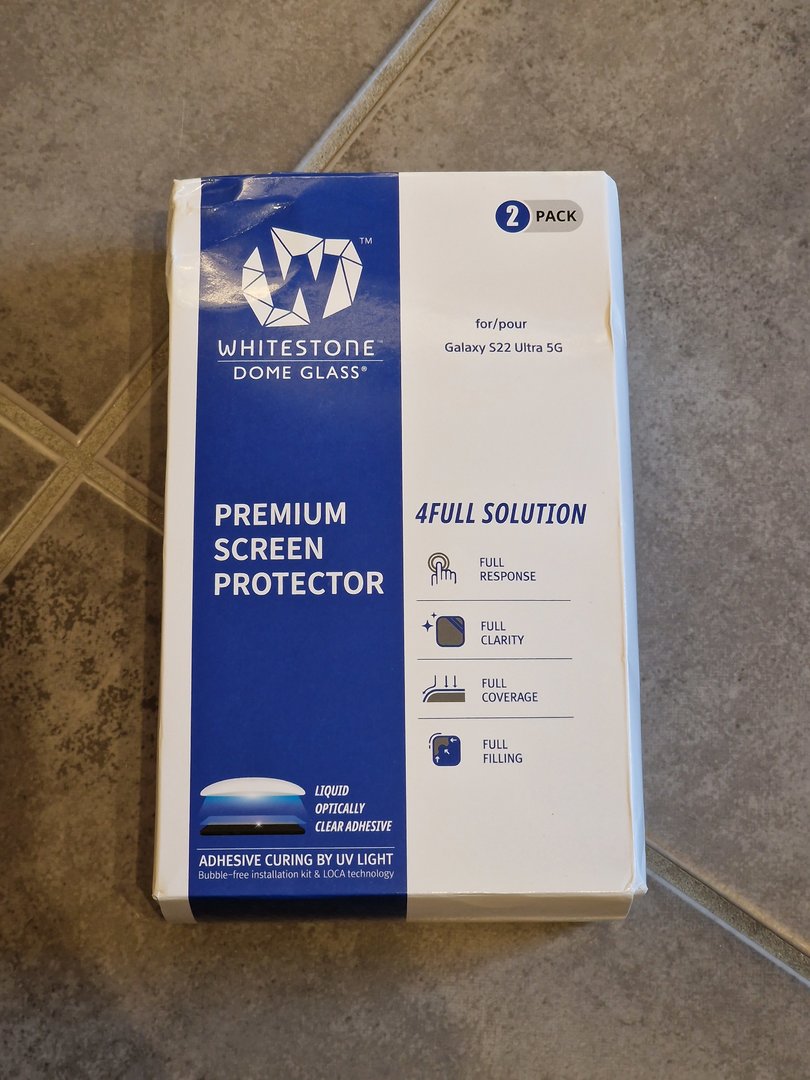 2 PACK
TM
WHITESTONE™
DOME GLASS®
for/pour
Galaxy S22 Ultra 5G
PREMIUM
SCREEN
PROTECTOR
4FULL SOLUTION
FULL
RESPONSE
FULL
CLARITY
FULL
COVERAGE
FULL
FILLING
LIQUID
OPTICALLY
CLEAR ADHESIVE
ADHESIVE CURING BY UV LIGHT
Bubble-free installation kit & LOCA technology